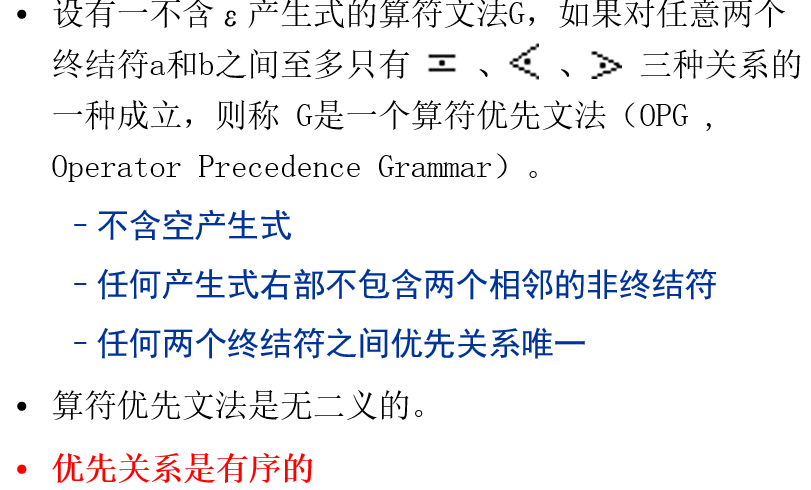 • 设有一不含ε产生式的算符文法G，如果对任意两个
终结符a和b之间至多只有 ≖ 、⋖ 、⋗ 三种关系的
一种成立，则称 G是一个算符优先文法（OPG ,
Operator Precedence Grammar）。
– 不含空产生式
– 任何产生式右部不包含两个相邻的非终结符
– 任何两个终结符之间优先关系唯一
• 算符优先文法是无二义的。
• 优先关系是有序的